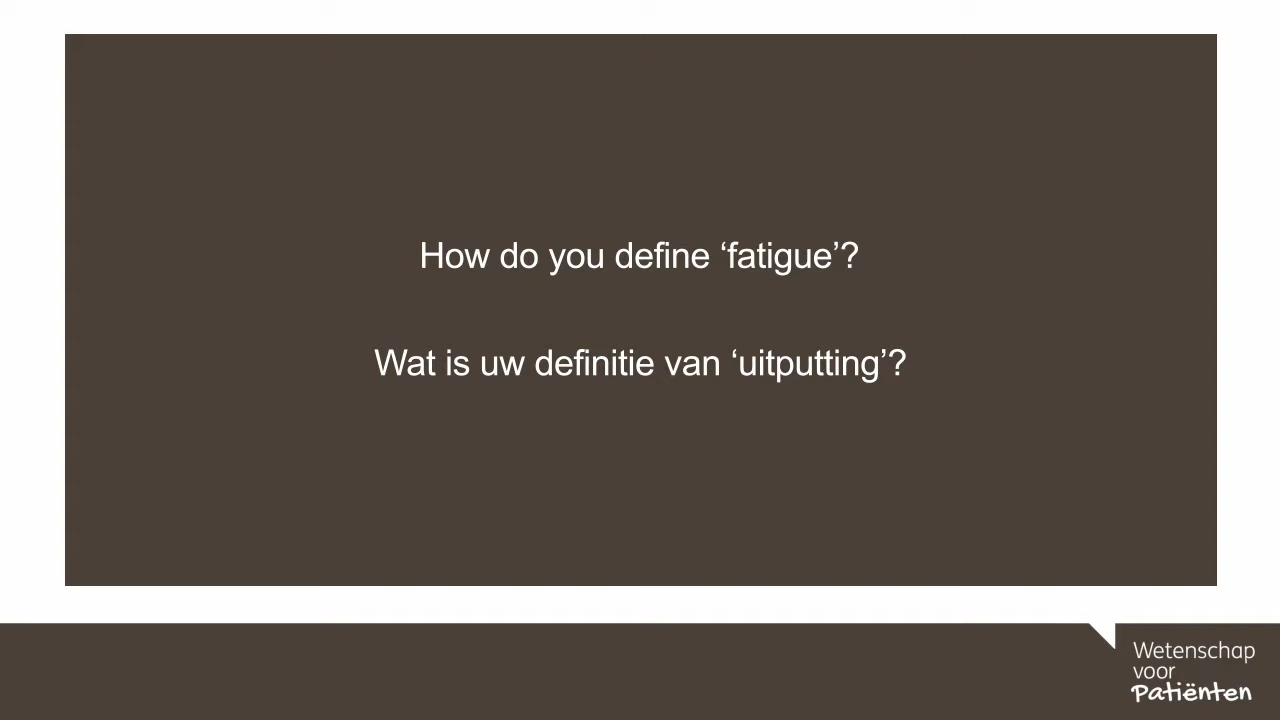 How do you define ‘fatigue’?
Wat is uw definitie van ‘uitputting’?
Wetenschap
voor
Patiënten